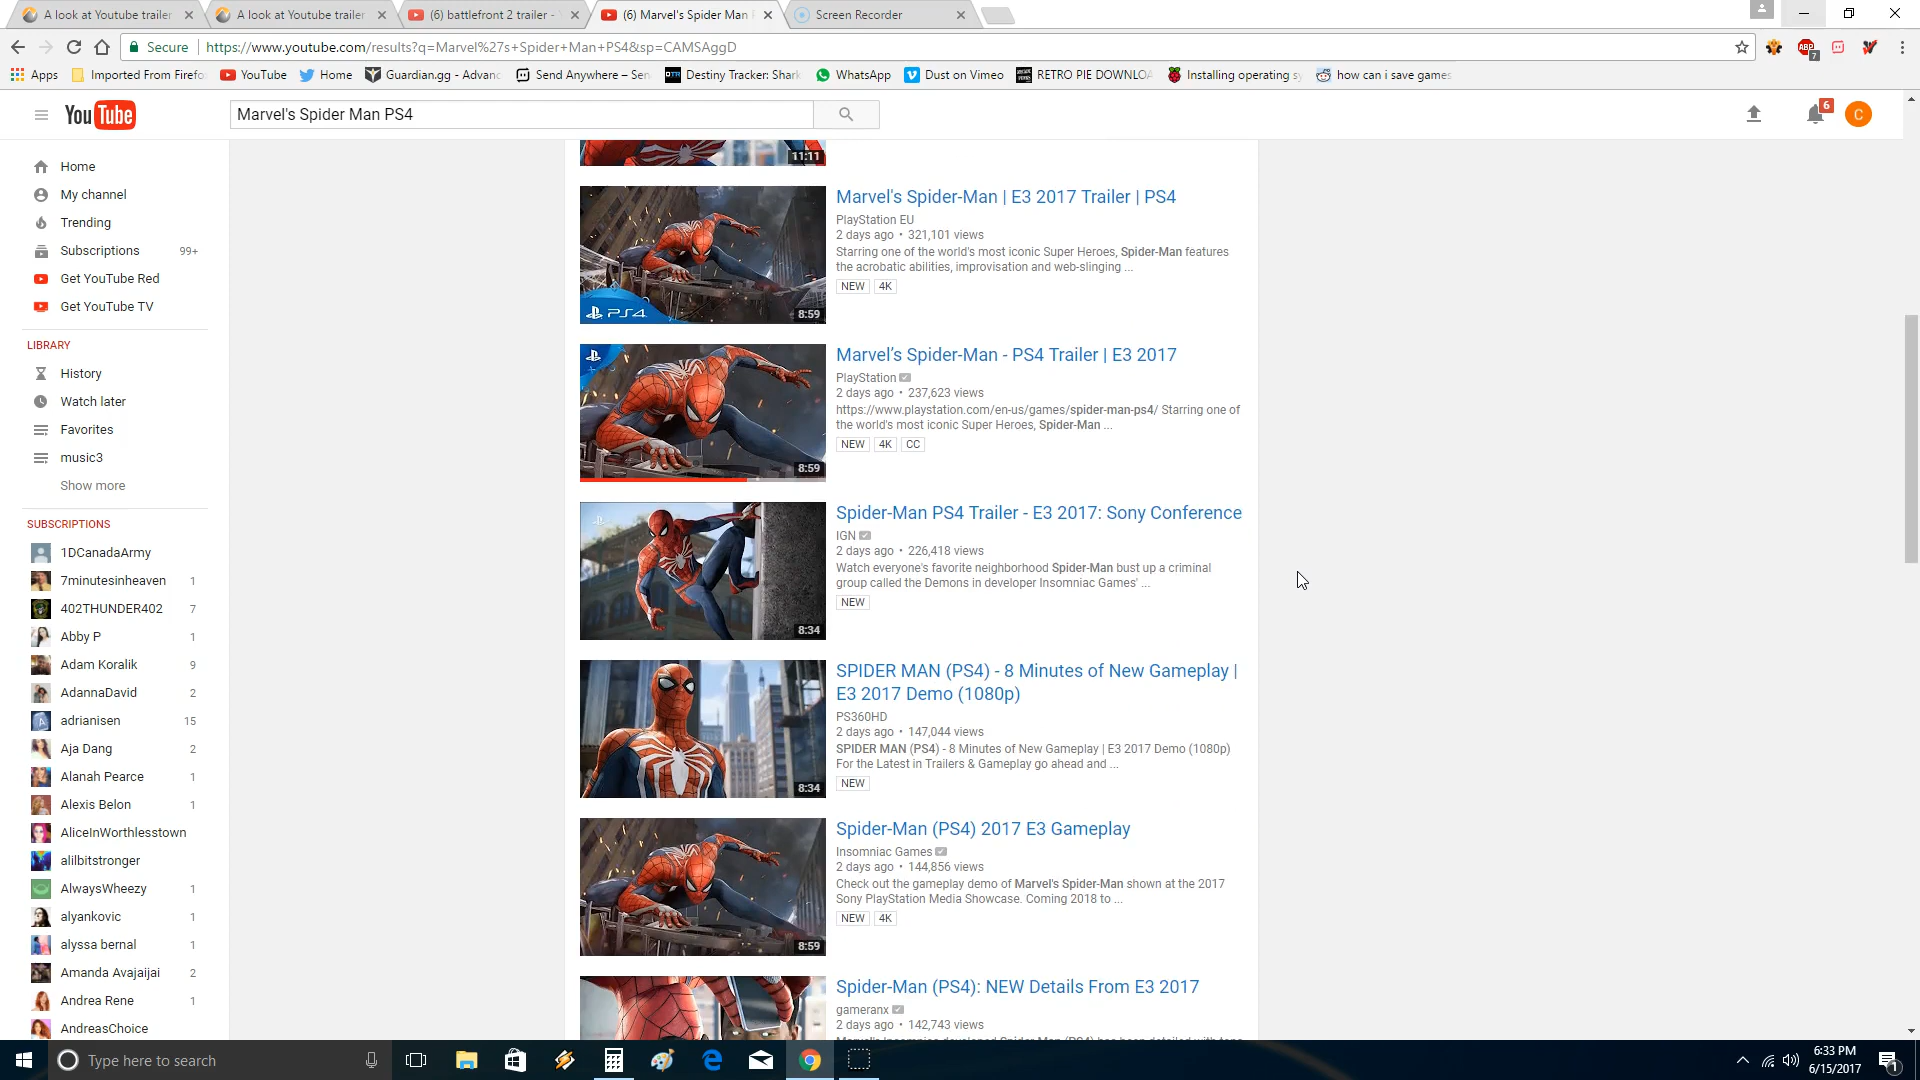 A look at Youtube trailer
A look at Youtube trailer
(6) battlefront 2 trailer -
(6) Marvel's Spider Man
Screen Recorder
Secure
https://www.youtube.com/results?q=Marvel%27s+Spider+Man+PS4&sp=CAMSAggD
ABP
7
Apps
Imported From Firefo
YouTube
Home
Guardian.gg - Advanc
Send Anywhere – Sen
DTR
Destiny Tracker: Shark
WhatsApp
Dust on Vimeo
RETRO PIE DOWNLOA
Installing operating sy
how can i save games
YouTube
Marvel's Spider Man PS4
6
C
Home
My channel
Trending
Subscriptions 99+
Get YouTube Red
Get YouTube TV
LIBRARY
History
Watch later
Favorites
music3
Show more
SUBSCRIPTIONS
1DCanadaArmy
7minutesinheaven 1
402THUNDER402 7
Abby P 1
Adam Koralik 9
AdannaDavid 2
adrianisen 15
Aja Dang 2
Alanah Pearce 1
Alexis Belon 1
AliceInWorthlesstown
alilbitstronger
AlwaysWheezy 1
alyankovic 1
alyssa bernal 1
Amanda Avajaijai 2
Andrea Rene 1
AndreasChoice
11:11
PS4
8:59
Marvel's Spider-Man | E3 2017 Trailer | PS4
PlayStation EU
2 days ago • 321,101 views
Starring one of the world's most iconic Super Heroes, Spider-Man features
the acrobatic abilities, improvisation and web-slinging ...
NEW 4K
8:59
Marvel’s Spider-Man - PS4 Trailer | E3 2017
PlayStation
2 days ago • 237,623 views
https://www.playstation.com/en-us/games/spider-man-ps4/ Starring one of
the world's most iconic Super Heroes, Spider-Man ...
NEW 4K CC
8:34
Spider-Man PS4 Trailer - E3 2017: Sony Conference
IGN
2 days ago • 226,418 views
Watch everyone's favorite neighborhood Spider-Man bust up a criminal
group called the Demons in developer Insomniac Games' ...
NEW
8:34
SPIDER MAN (PS4) - 8 Minutes of New Gameplay |
E3 2017 Demo (1080p)
PS360HD
2 days ago • 147,044 views
SPIDER MAN (PS4) - 8 Minutes of New Gameplay | E3 2017 Demo (1080p)
For the Latest in Trailers & Gameplay go ahead and ...
NEW
8:59
Spider-Man (PS4) 2017 E3 Gameplay
Insomniac Games
2 days ago • 144,856 views
Check out the gameplay demo of Marvel's Spider-Man shown at the 2017
Sony PlayStation Media Showcase. Coming 2018 to ...
NEW 4K
Spider-Man (PS4): NEW Details From E3 2017
gameranx
2 days ago • 142,743 views
Type here to search
6:33 PM
6/15/2017
1